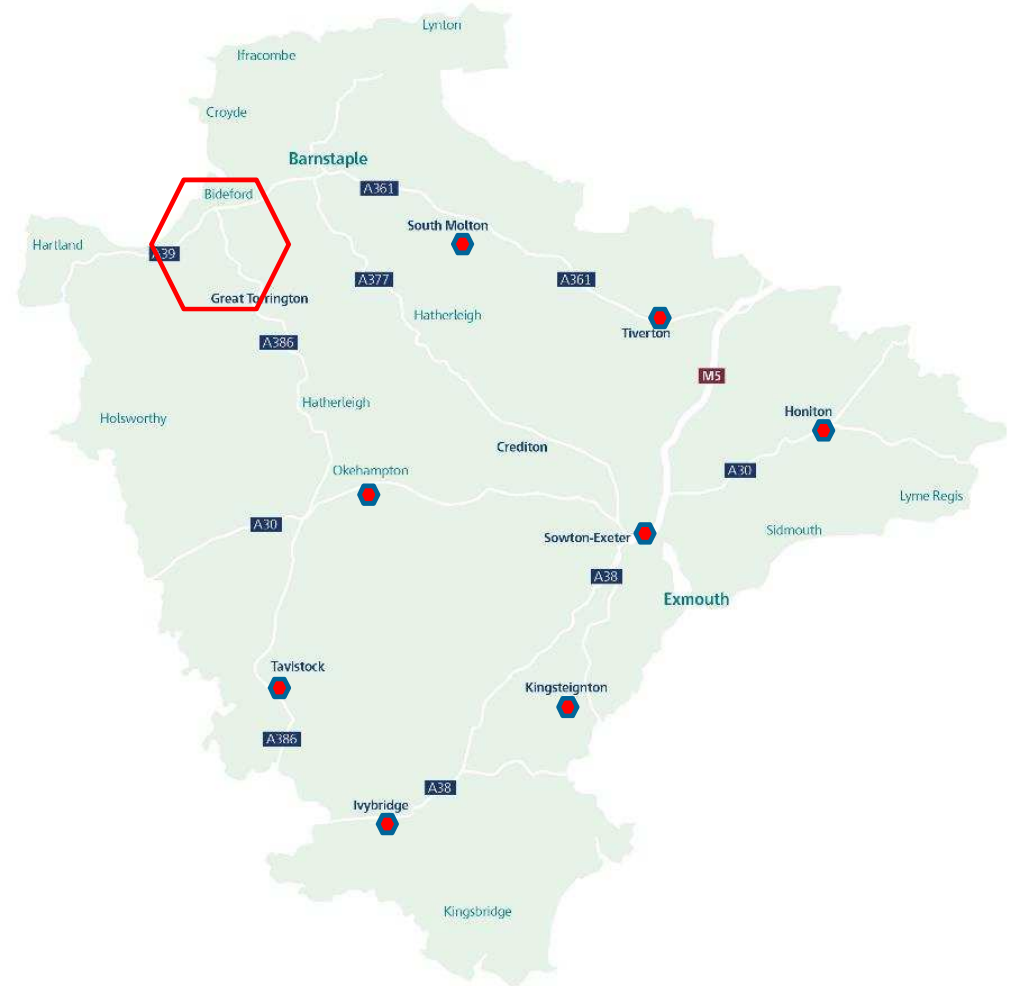 Lynton
Ifracombe
Croyde
Barnstaple
A361
Bideford
South Molton
Hartland
A39
A377
A361
Great Torrington
Hatherleigh
Tiverton
A386
M5
Hatherleigh
Holsworthy
Honiton
Crediton
Okehampton
A30
Lyme Regis
A30
Sidmouth
Sowton-Exeter
A38
Exmouth
Tavistock
Kingsteignton
A386
A38
Ivybridge
Kingsbridge